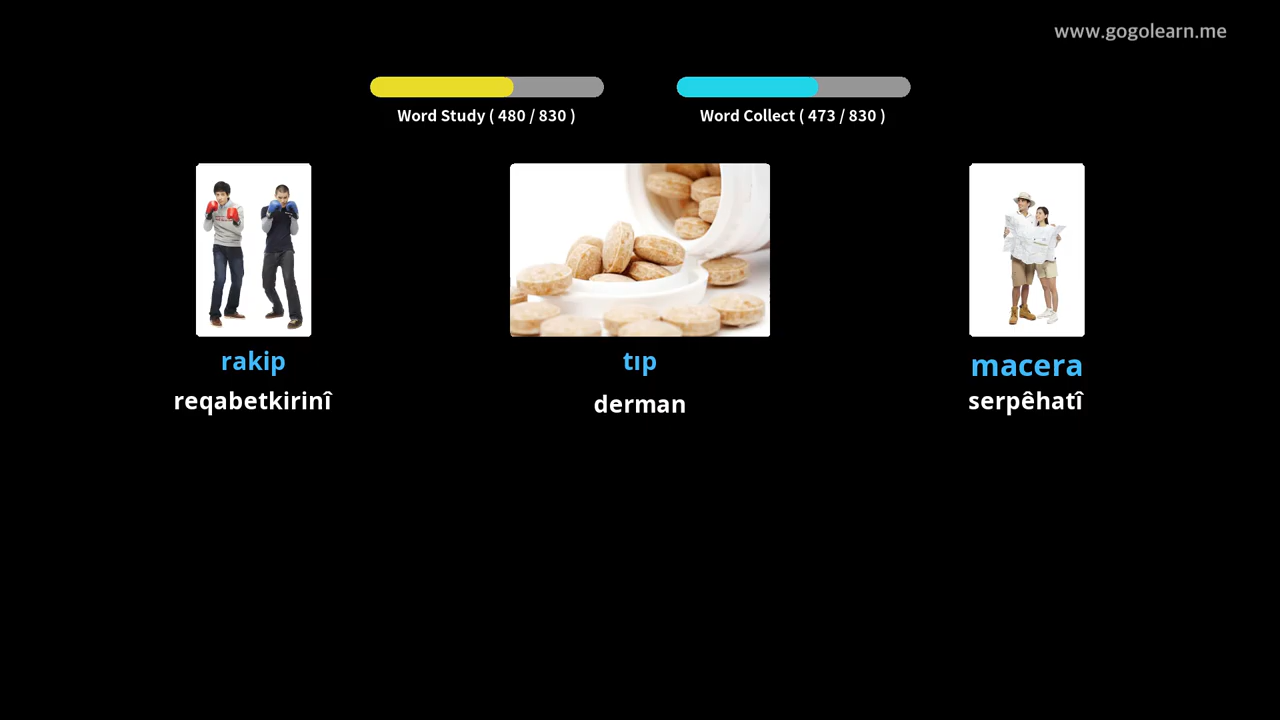 www.gogolearn.me
Word Study ( 480 / 830 )
Word Collect ( 473 / 830 )
rakip
reqabetkirinî
tıp
derman
macera
serpêhatî